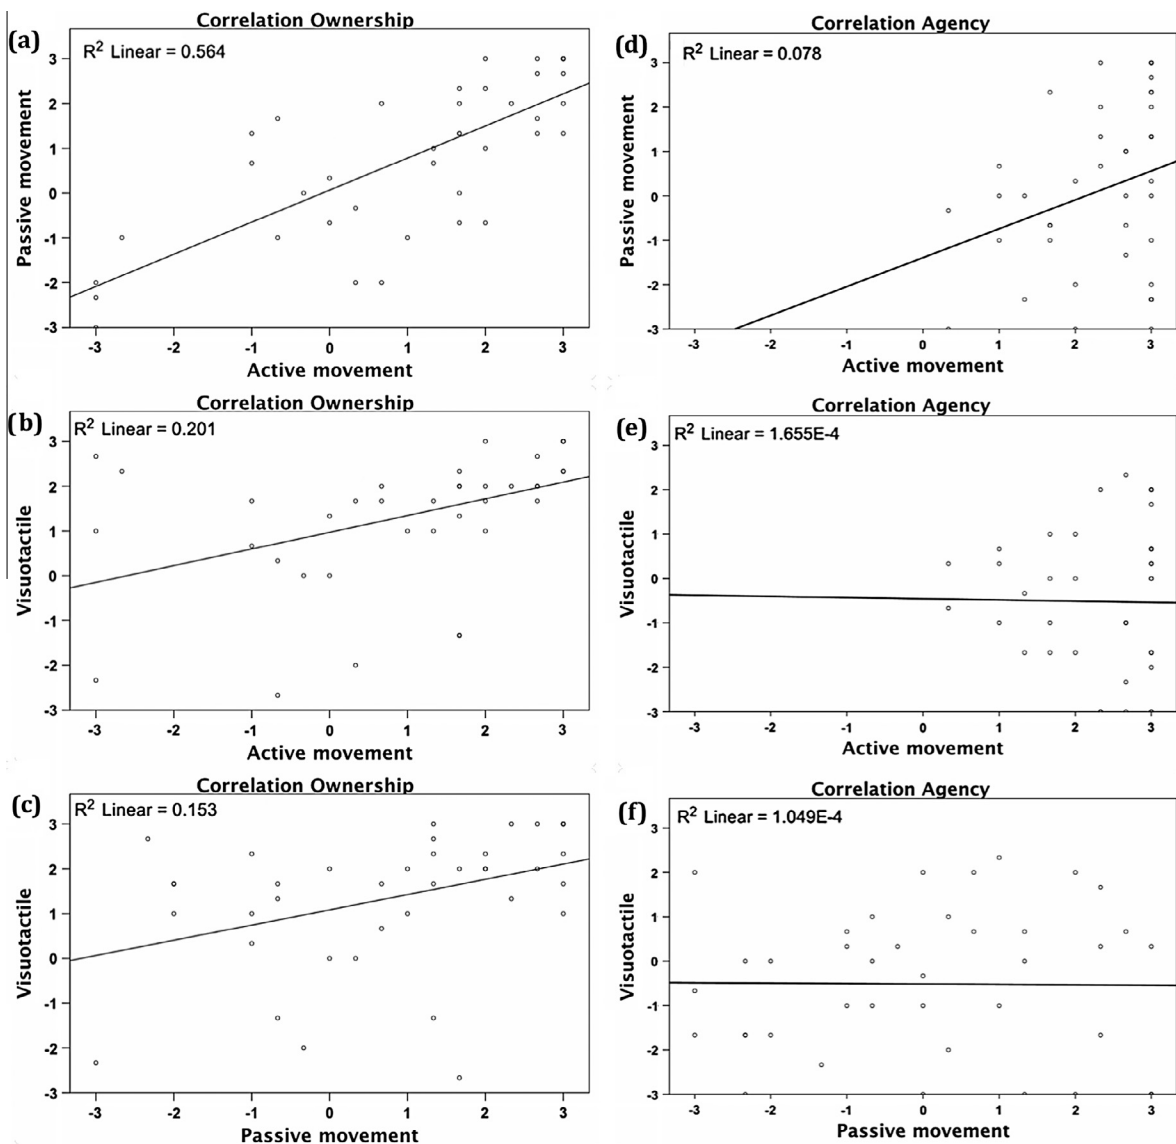 (a)
Correlation Ownership
R² Linear = 0.564
Passive movement
3
2
1
0
-1
-2
-3
-3 -2 -1 0 1 2 3
Active movement
(d)
Correlation Agency
R² Linear = 0.078
Passive movement
3
2
1
0
-1
-2
-3
-3 -2 -1 0 1 2 3
Active movement
(b)
Correlation Ownership
R² Linear = 0.201
Visuotactile
3
2
1
0
-1
-2
-3
-3 -2 -1 0 1 2 3
Active movement
(e)
Correlation Agency
R² Linear = 1.655E-4
Visuotactile
3
2
1
0
-1
-2
-3
-3 -2 -1 0 1 2 3
Active movement
(c)
Correlation Ownership
R² Linear = 0.153
Visuotactile
3
2
1
0
-1
-2
-3
-3 -2 -1 0 1 2 3
Passive movement
(f)
Correlation Agency
R² Linear = 1.049E-4
Visuotactile
3
2
1
0
-1
-2
-3
-3 -2 -1 0 1 2 3
Passive movement